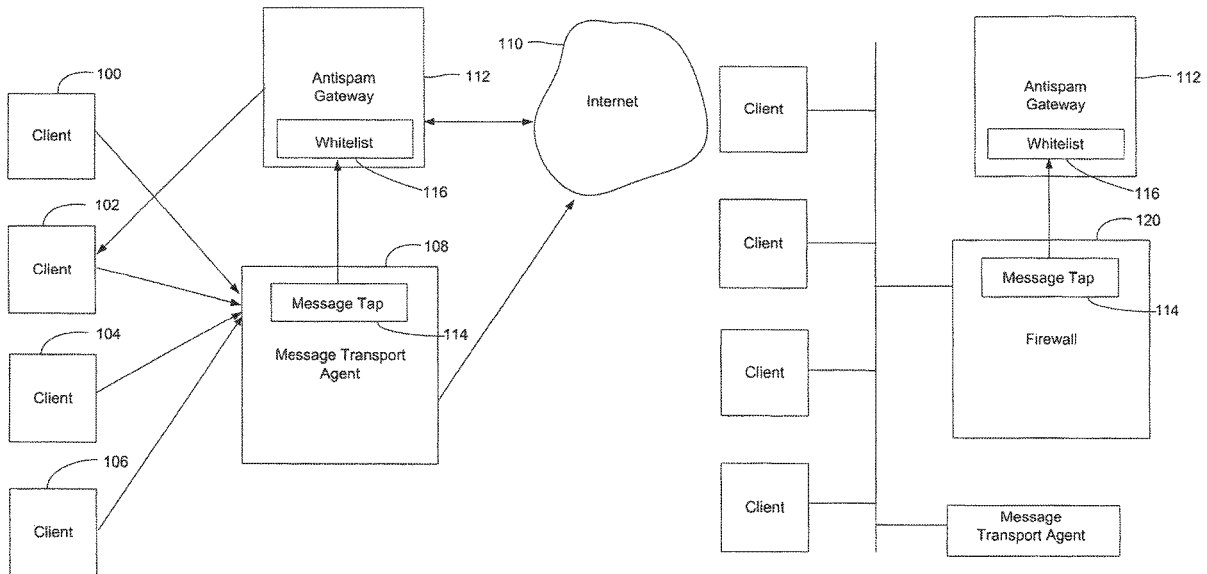 100
Client
102
Client
104
Client
106
Client
Antispam
Gateway
Whitelist
112
116
108
Message Tap
114
Message Transport
Agent
110
Internet
Client
Client
Client
Client
Antispam
Gateway
Whitelist
112
116
120
Message Tap
114
Firewall
Message
Transport Agent